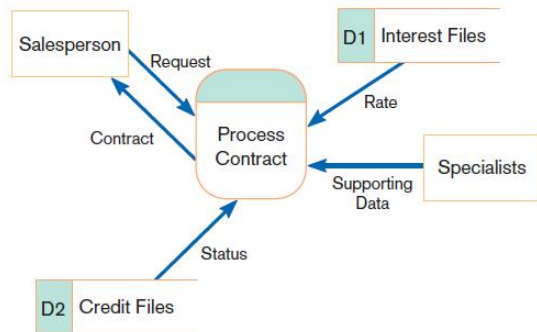 Salesperson
D1 Interest Files
Request
Rate
Contract
Process
Contract
Specialists
Supporting
Data
Status
D2 Credit Files